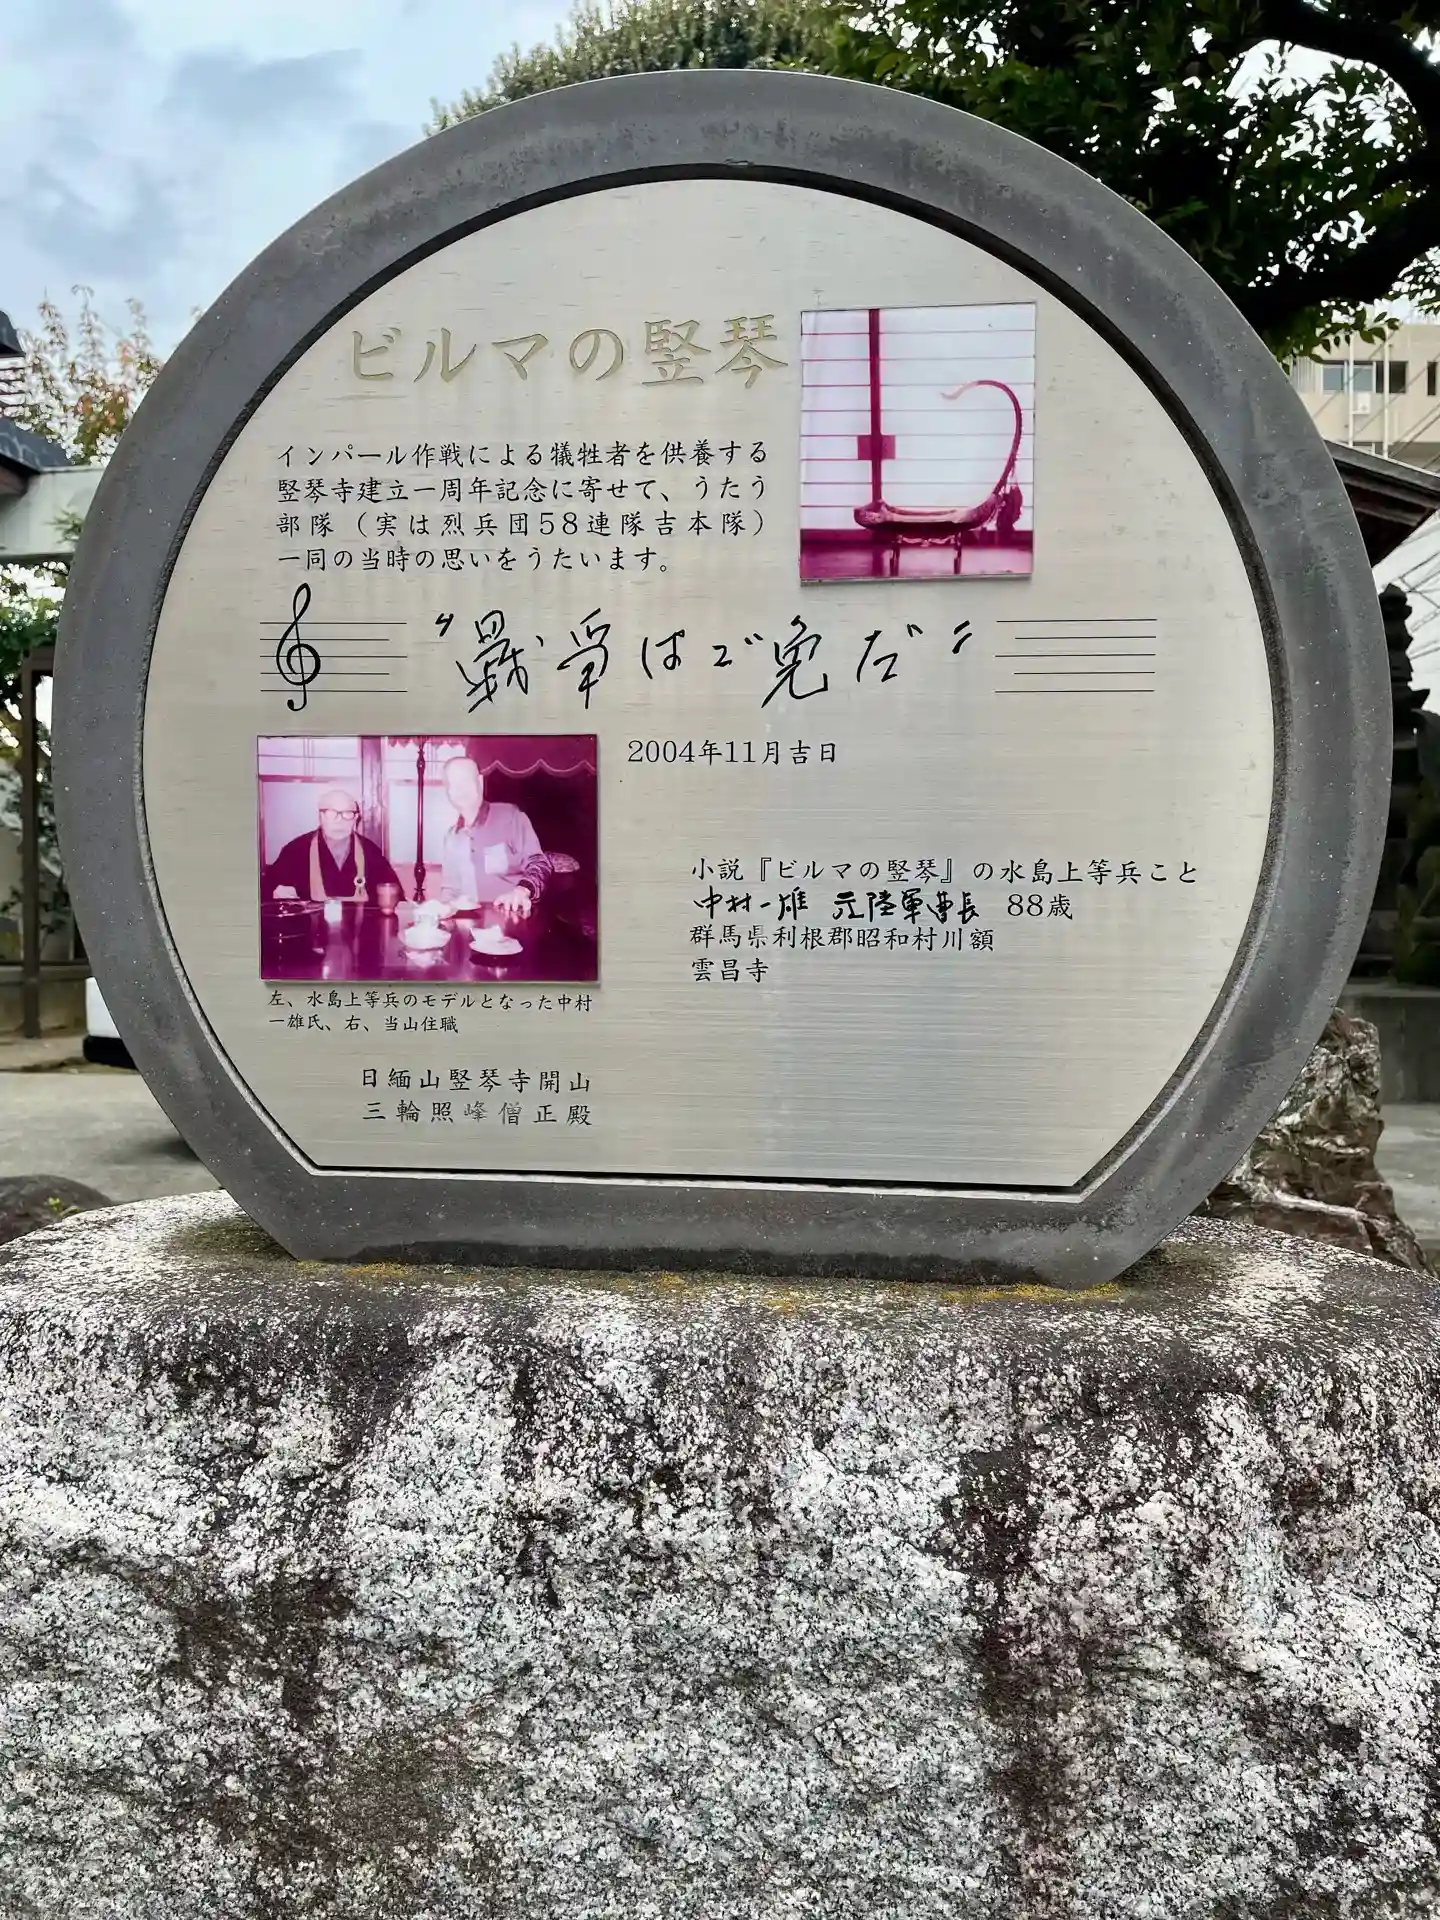 ビルマの竪琴
インパール作戦による犠牲者を供養する
竪琴寺建立一周年記念に寄せて、うたう
部隊（実は烈兵団58連隊吉本隊）
一同の当時の思いをうたいます。
〝戦争はご免だ〟
2004年11月吉日
小説『ビルマの竪琴』の水島上等兵こと
中村一雄 元陸軍曹長 88歳
群馬県利根郡昭和村川額
雲昌寺
左、水島上等兵のモデルとなった中村
一雄氏、右、当山住職
日緬山竪琴寺開山
三輪照峰僧正殿